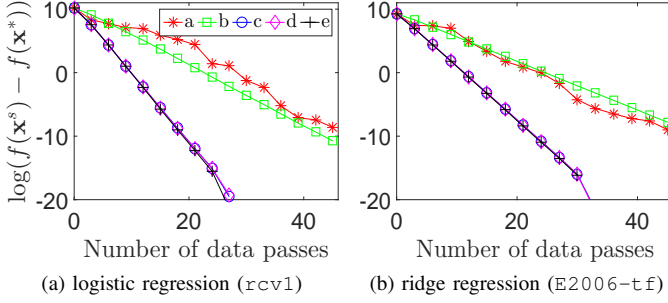 log(f(x^s) − f(x*))
10
0
-10
-20
0
20
40
Number of data passes
a b c d e
(a) logistic regression (rcv1)
10
0
-10
-20
0
20
40
Number of data passes
(b) ridge regression (E2006-tf)